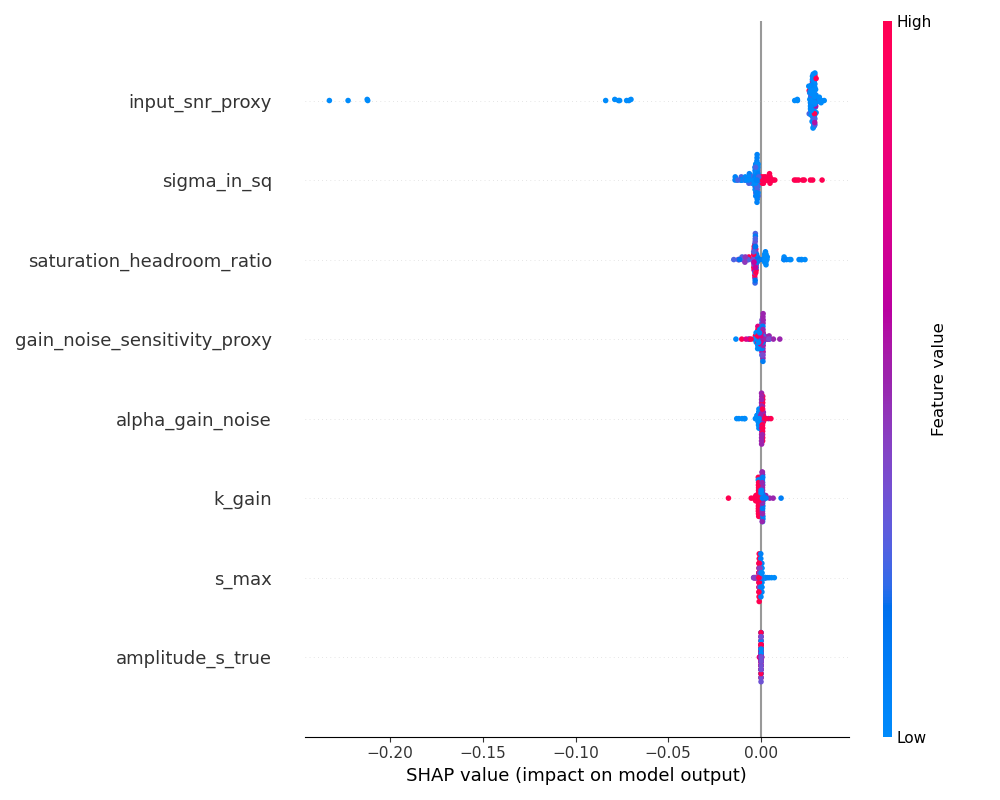 High
input_snr_proxy
sigma_in_sq
saturation_headroom_ratio
gain_noise_sensitivity_proxy
alpha_gain_noise
k_gain
s_max
amplitude_s_true
Feature value
Low
−0.20 −0.15 −0.10 −0.05 0.00
SHAP value (impact on model output)